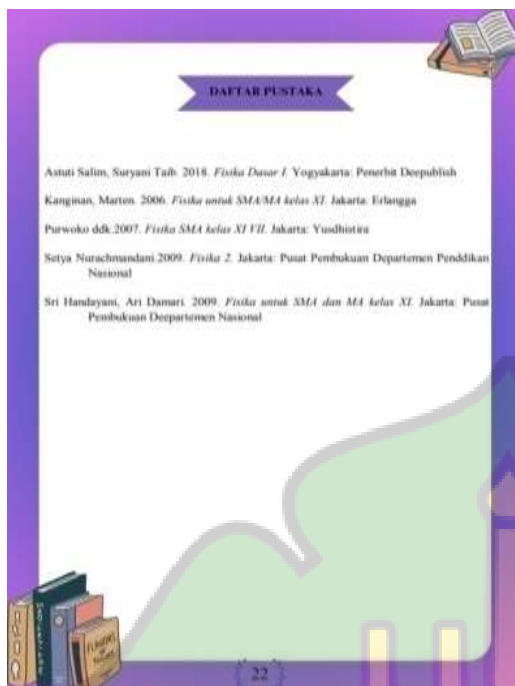 DAFTAR PUSTAKA
Astuti Salim, Suryani Taib. 2018. Fisika Dasar I. Yogyakarta: Penerbit Deepublish
Kanginan, Marten. 2006. Fisika untuk SMA/MA kelas XI. Jakarta: Erlangga
Purwoko ddk.2007. Fisika SMA kelas XI VII. Jakarta: Yusdhistira
Setya Nurachmandani.2009. Fisika 2. Jakarta: Pusat Pembukuan Departemen Penddikan
Nasional
Sri Handayani, Ari Damari. 2009. Fisika untuk SMA dan MA kelas XI. Jakarta: Pusat
Pembukuan Deepartemen Nasional
MOTIVATIONS
FLOWERS
22